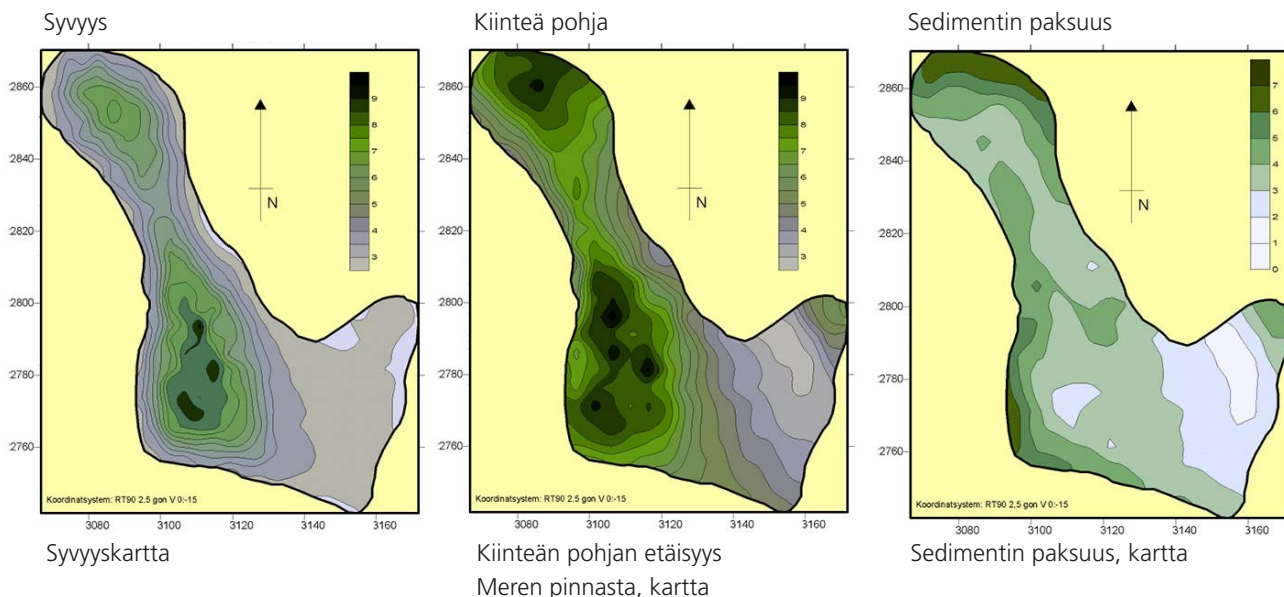 Syvyys
9
8
7
6
5
4
3
N
2860
2840
2820
2800
2780
2760
Koordinatsystem: RT90 2,5 gon V 0:-15
3080 3100 3120 3140 3160
Syvyyskartta
Kiinteä pohja
9
8
7
6
5
4
3
N
2860
2840
2820
2800
2780
2760
Koordinatsystem: RT90 2,5 gon V 0:-15
3080 3100 3120 3140 3160
Kiinteän pohjan etäisyys
Meren pinnasta, kartta
Sedimentin paksuus
7
6
5
4
3
2
1
0
N
2860
2840
2820
2800
2780
2760
Koordinatsystem: RT90 2,5 gon V 0:-15
3080 3100 3120 3140 3160
Sedimentin paksuus, kartta